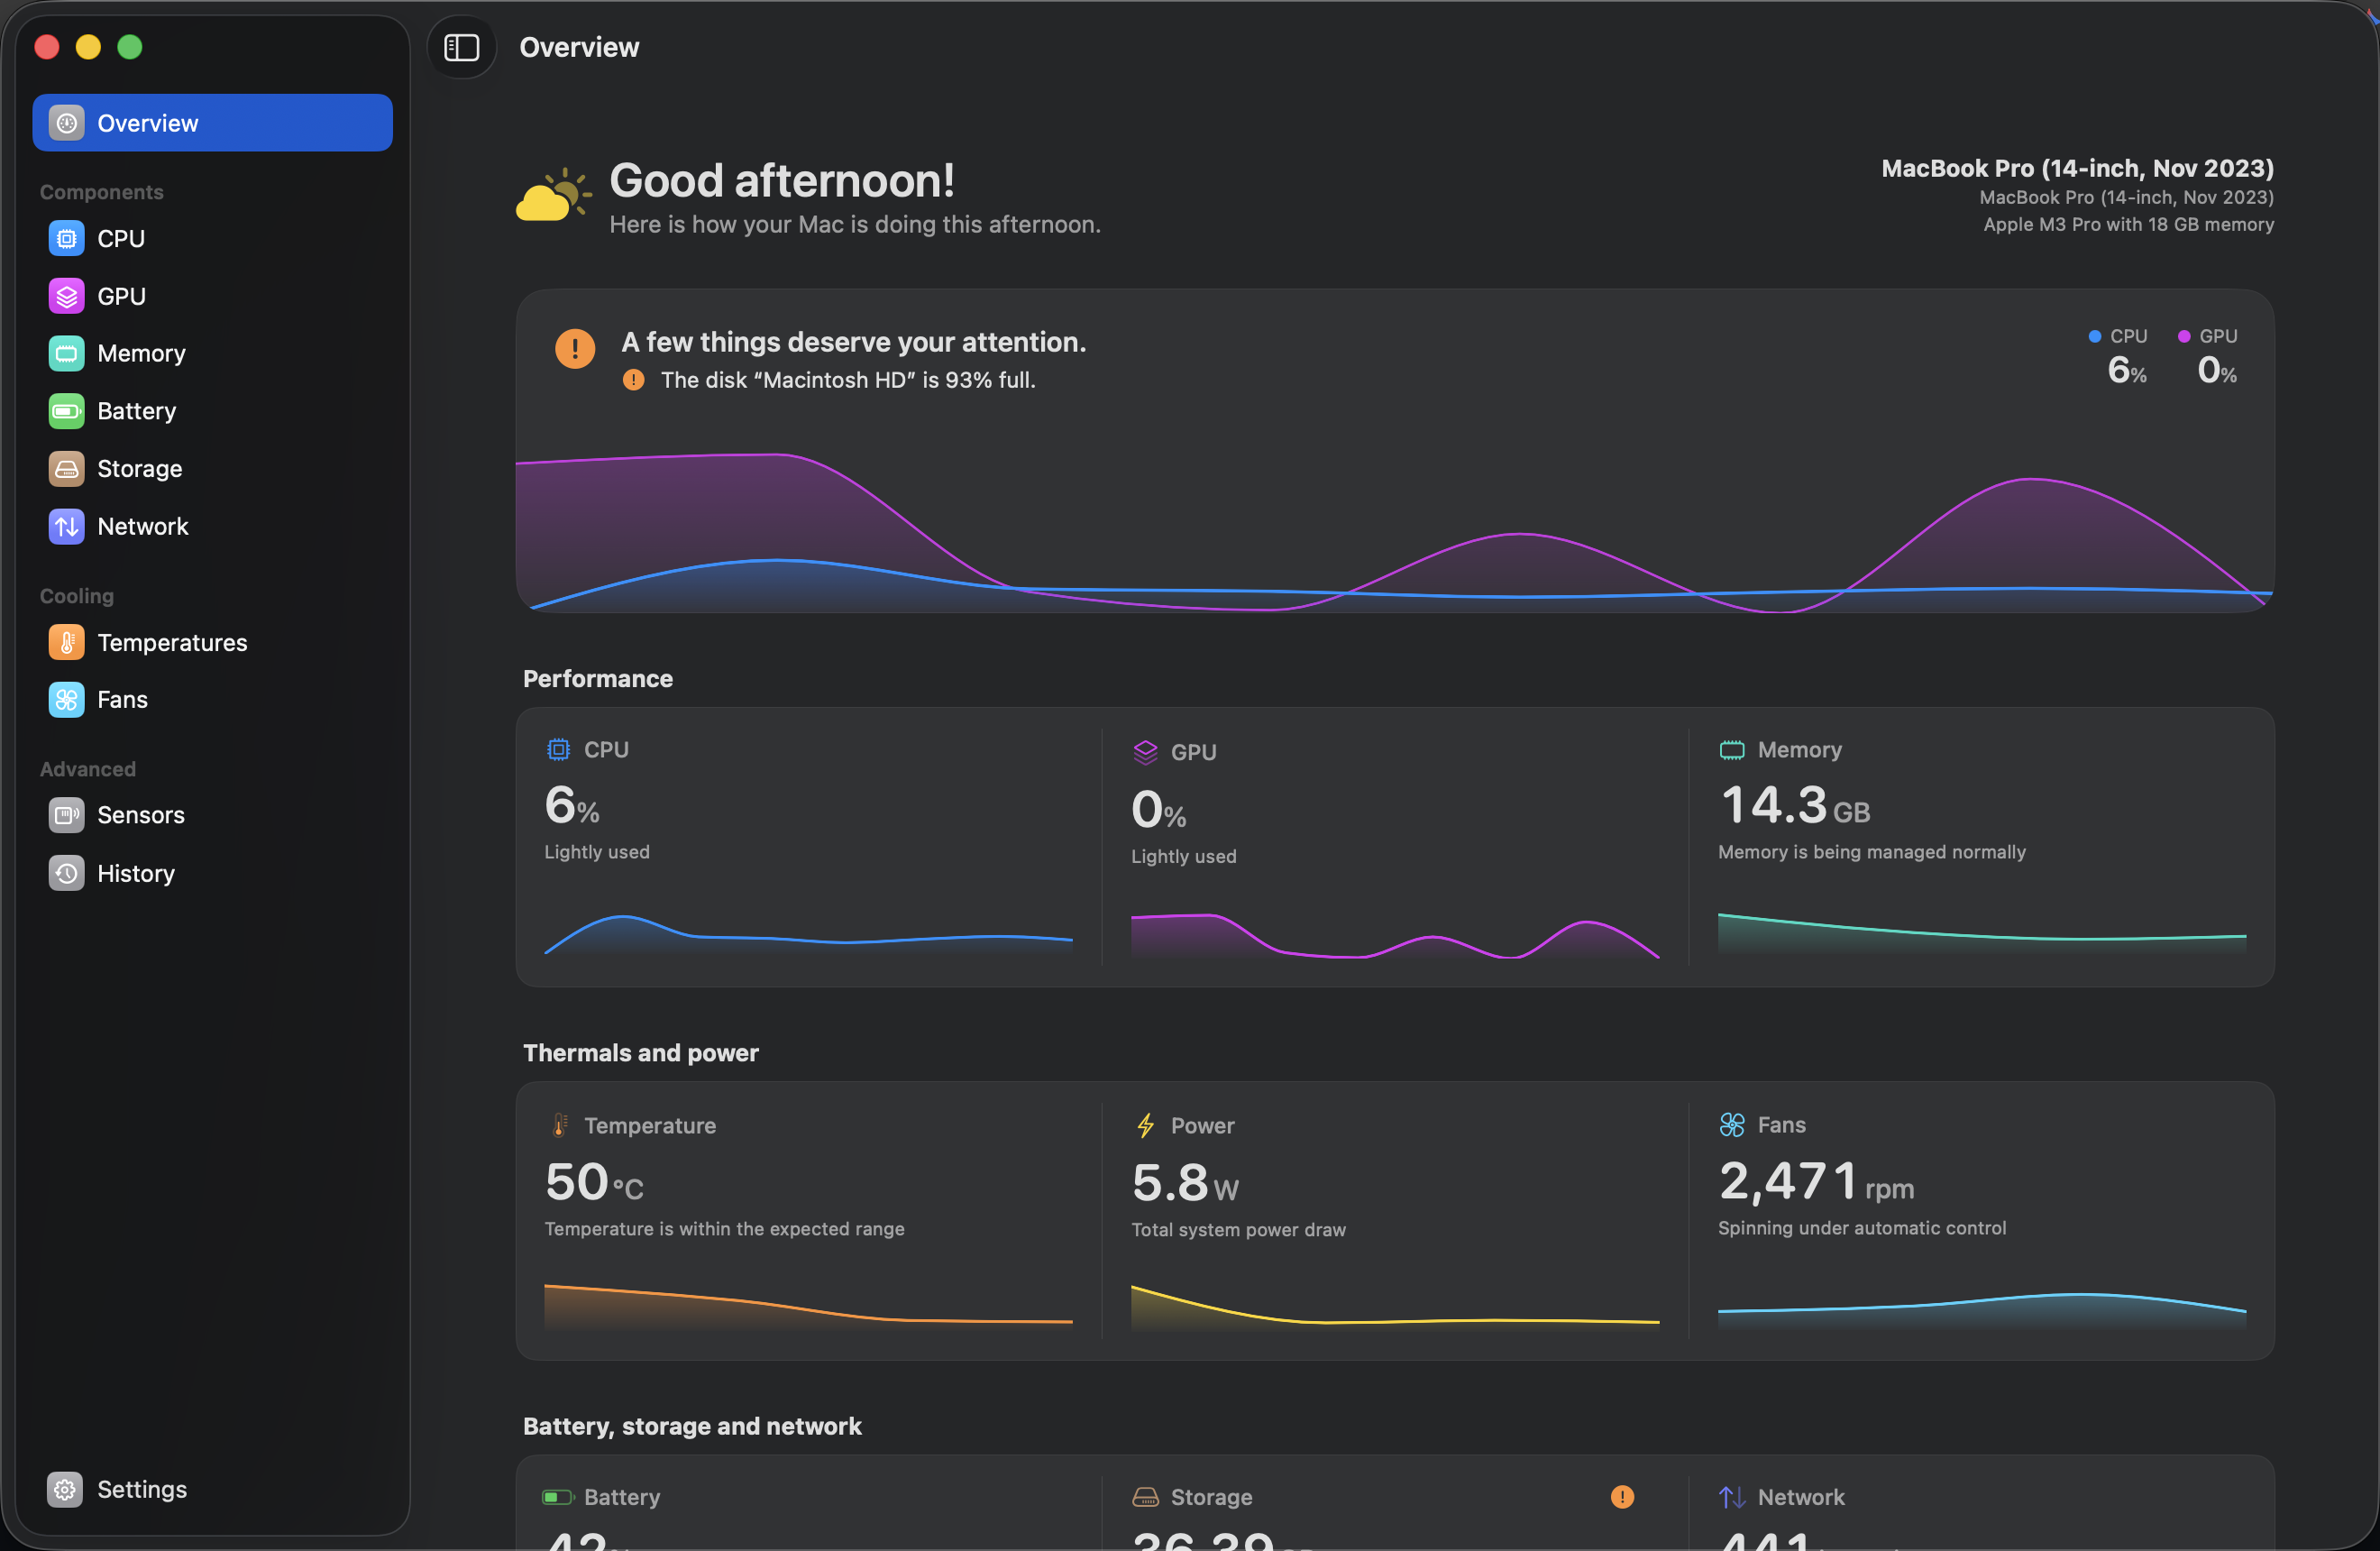 Overview
Overview
Components
CPU
GPU
Memory
Battery
Storage
Network
Cooling
Temperatures
Fans
Advanced
Sensors
History
Settings
Good afternoon!
Here is how your Mac is doing this afternoon.
MacBook Pro (14-inch, Nov 2023)
MacBook Pro (14-inch, Nov 2023)
Apple M3 Pro with 18 GB memory
A few things deserve your attention.
The disk “Macintosh HD” is 93% full.
CPU
6%
GPU
0%
Performance
CPU
6%
Lightly used
GPU
0%
Lightly used
Memory
14.3 GB
Memory is being managed normally
Thermals and power
Temperature
50 °C
Temperature is within the expected range
Power
5.8 W
Total system power draw
Fans
2,471 rpm
Spinning under automatic control
Battery, storage and network
Battery
42
Storage
36.39
Network
441